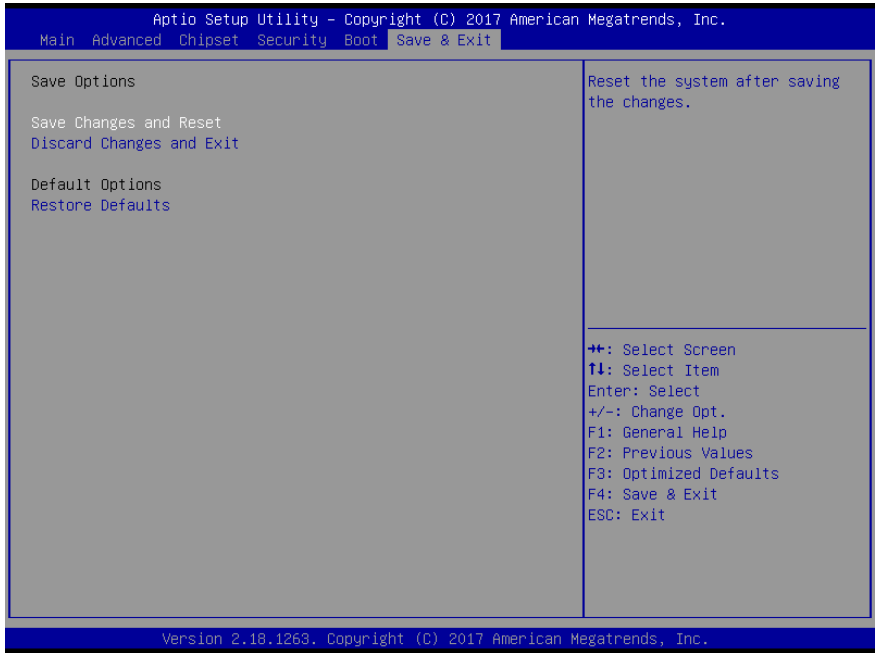 Aptio Setup Utility – Copyright (C) 2017 American Megatrends, Inc.
Main Advanced Chipset Security Boot Save & Exit
Save Options
Save Changes and Reset
Discard Changes and Exit
Default Options
Restore Defaults
Reset the system after saving
the changes.
→←: Select Screen
↑↓: Select Item
Enter: Select
+/-: Change Opt.
F1: General Help
F2: Previous Values
F3: Optimized Defaults
F4: Save & Exit
ESC: Exit
Version 2.18.1263. Copyright (C) 2017 American Megatrends, Inc.